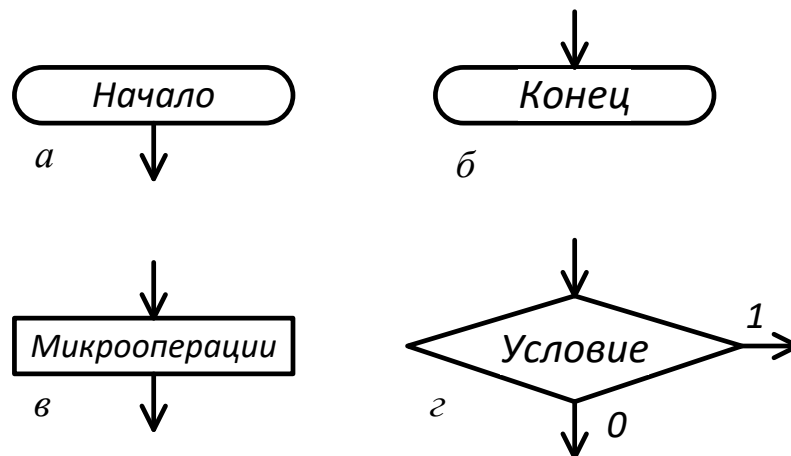 Начало
Конец
а
б
Микрооперации
Условие
1
в
г
0